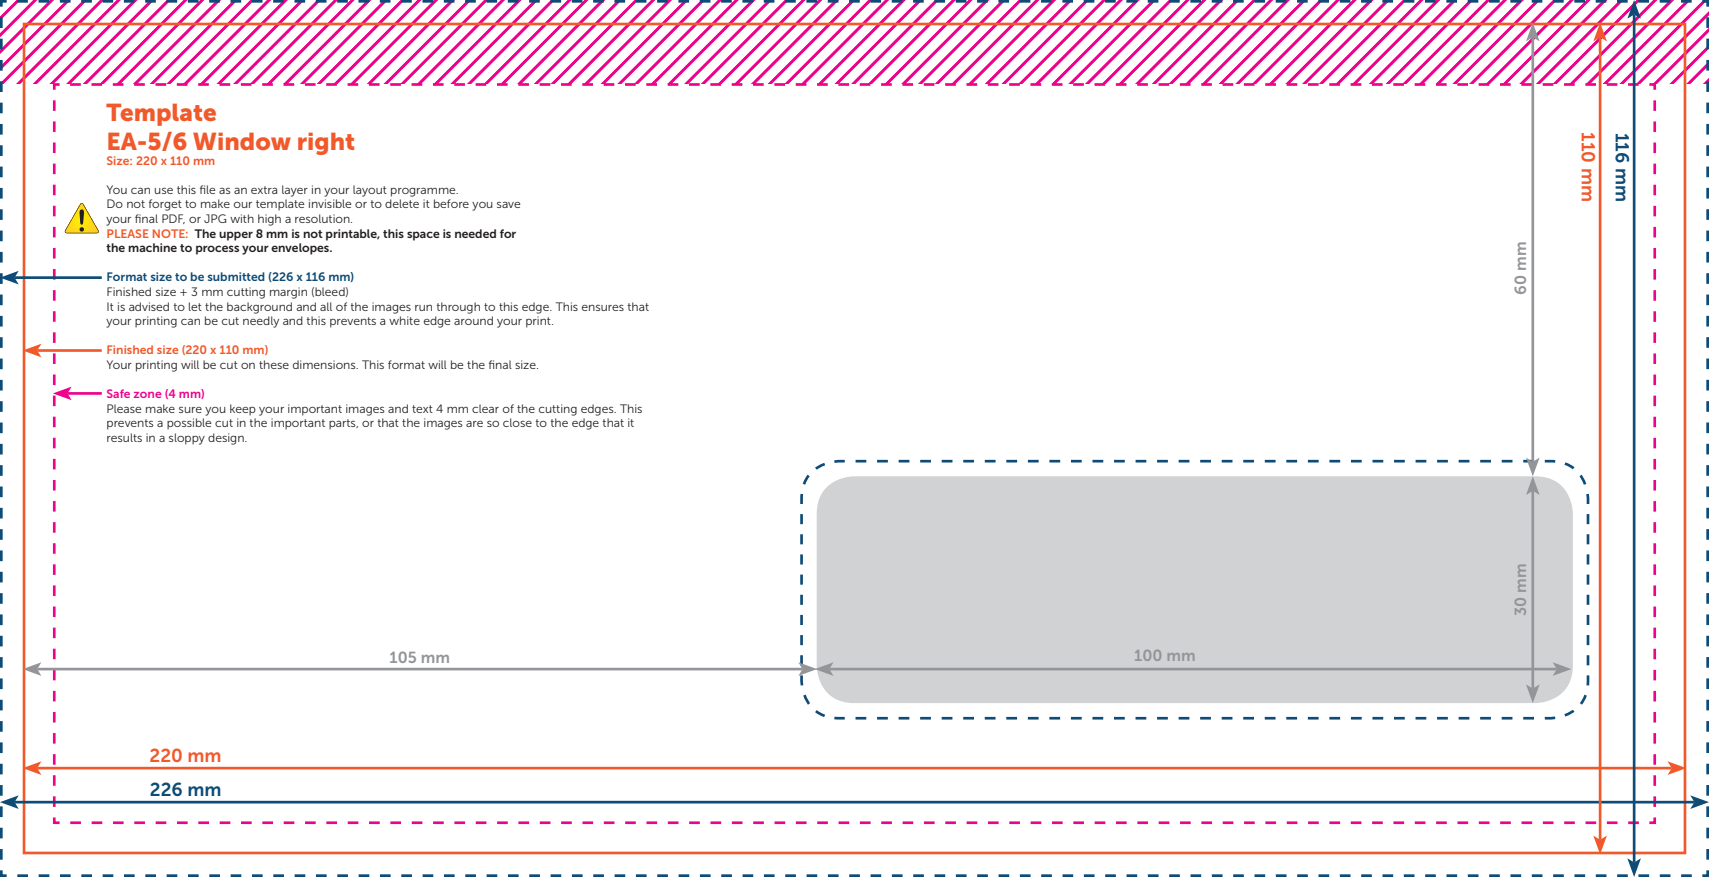 Template
EA-5/6 Window right
Size: 220 x 110 mm
You can use this file as an extra layer in your layout programme.
Do not forget to make our template invisible or to delete it before you save
your final PDF, or JPG with high a resolution.
PLEASE NOTE: The upper 8 mm is not printable, this space is needed for
the machine to process your envelopes.
Format size to be submitted (226 x 116 mm)
Finished size + 3 mm cutting margin (bleed)
It is advised to let the background and all of the images run through to this edge. This ensures that
your printing can be cut needly and this prevents a white edge around your print.
Finished size (220 x 110 mm)
Your printing will be cut on these dimensions. This format will be the final size.
Safe zone (4 mm)
Please make sure you keep your important images and text 4 mm clear of the cutting edges. This
prevents a possible cut in the important parts, or that the images are so close to the edge that it
results in a sloppy design.
110 mm
116 mm
60 mm
30 mm
105 mm
100 mm
220 mm
226 mm